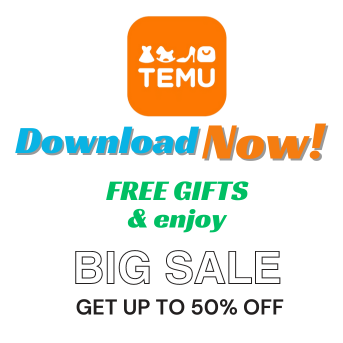 TEMU
Download Now!
FREE GIFTS
& enjoy
BIG SALE
GET UP TO 50% OFF